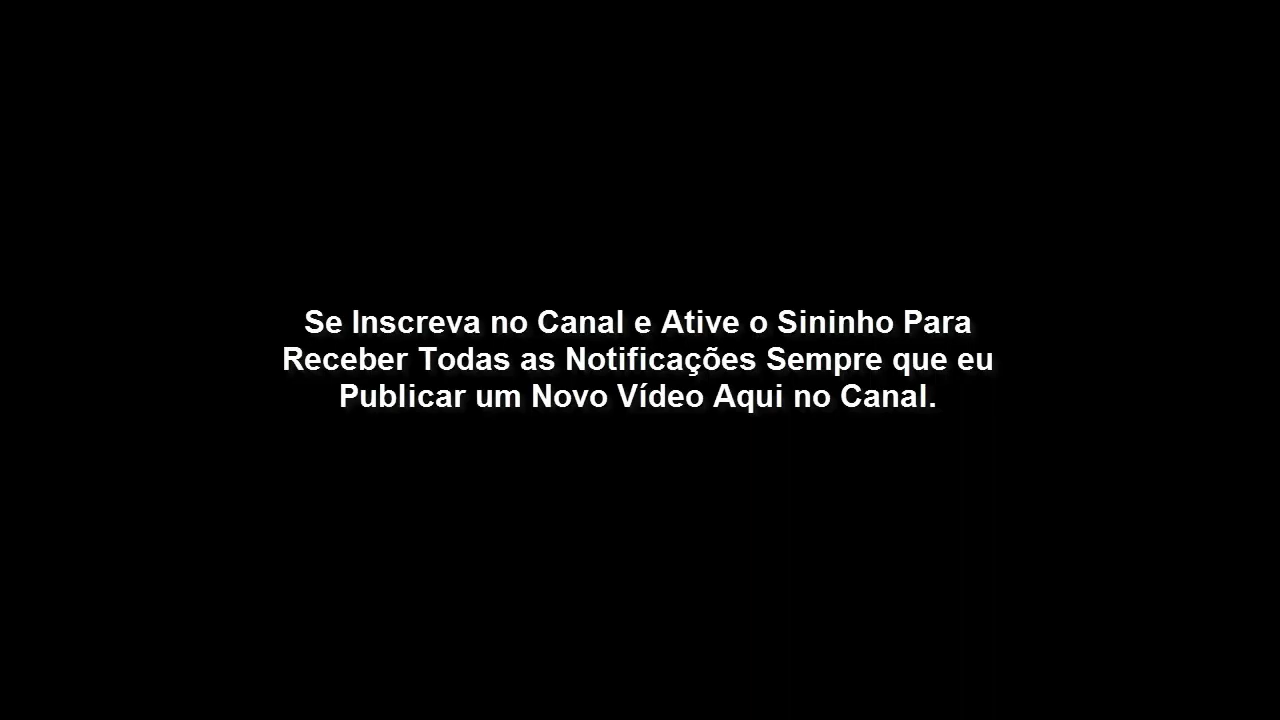 Se Inscreva no Canal e Ative o Sininho Para
Receber Todas as Notificações Sempre que eu
Publicar um Novo Vídeo Aqui no Canal.